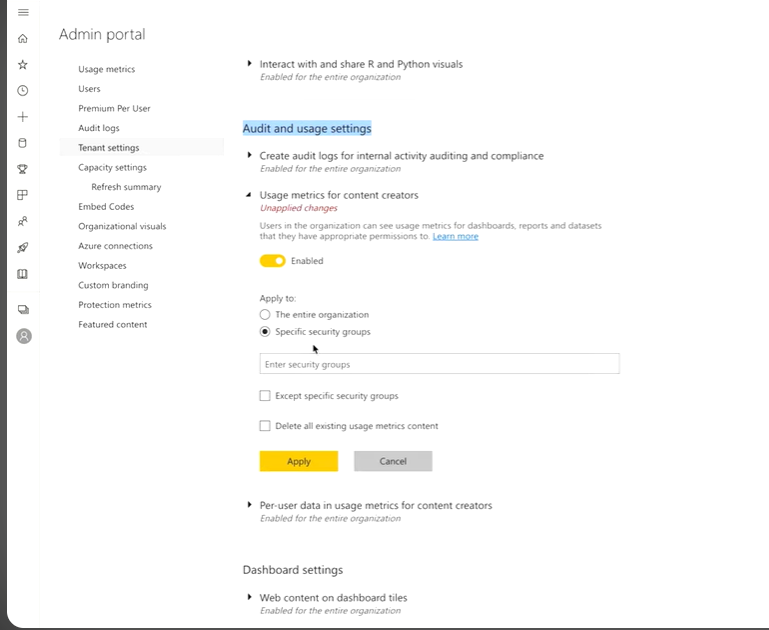 Admin portal
Usage metrics
Users
Premium Per User
Audit logs
Tenant settings
Capacity settings
Refresh summary
Embed Codes
Organizational visuals
Azure connections
Workspaces
Custom branding
Protection metrics
Featured content
Interact with and share R and Python visuals
Enabled for the entire organization
Audit and usage settings
Create audit logs for internal activity auditing and compliance
Enabled for the entire organization
Usage metrics for content creators
Unapplied changes
Users in the organization can see usage metrics for dashboards, reports and datasets
that they have appropriate permissions to. Learn more
Enabled
Apply to:
The entire organization
Specific security groups
Enter security groups
Except specific security groups
Delete all existing usage metrics content
Apply
Cancel
Per-user data in usage metrics for content creators
Enabled for the entire organization
Dashboard settings
Web content on dashboard tiles
Enabled for the entire organization